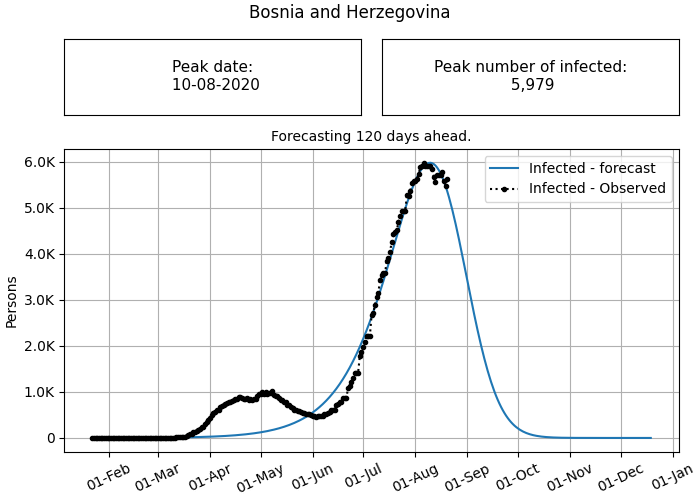 Bosnia and Herzegovina
Peak date:
10-08-2020
Peak number of infected:
5,979
Forecasting 120 days ahead.
Infected - forecast
Infected - Observed
6.0K
5.0K
4.0K
3.0K
2.0K
1.0K
0
Persons
01-Feb
01-Mar
01-Apr
01-May
01-Jun
01-Jul
01-Aug
01-Sep
01-Oct
01-Nov
01-Dec
01-Jan